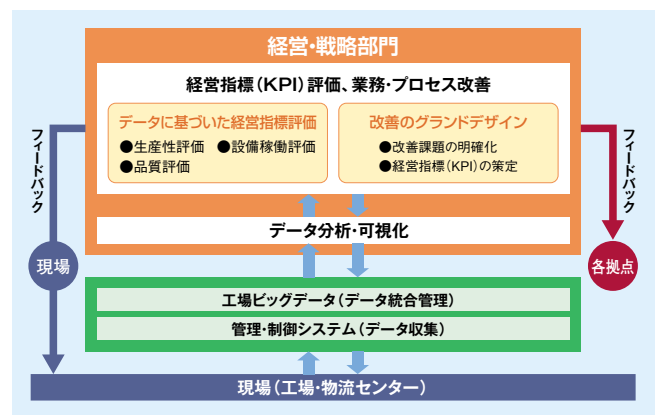 経営・戦略部門
経営指標（KPI）評価、業務・プロセス改善
データに基づいた経営指標評価
●生産性評価 ●設備稼働評価
●品質評価
改善のグランドデザイン
●改善課題の明確化
●経営指標（KPI）の策定
データ分析・可視化
フィードバック
現場
フィードバック
各拠点
工場ビッグデータ（データ統合管理）
管理・制御システム（データ収集）
現場（工場・物流センター）